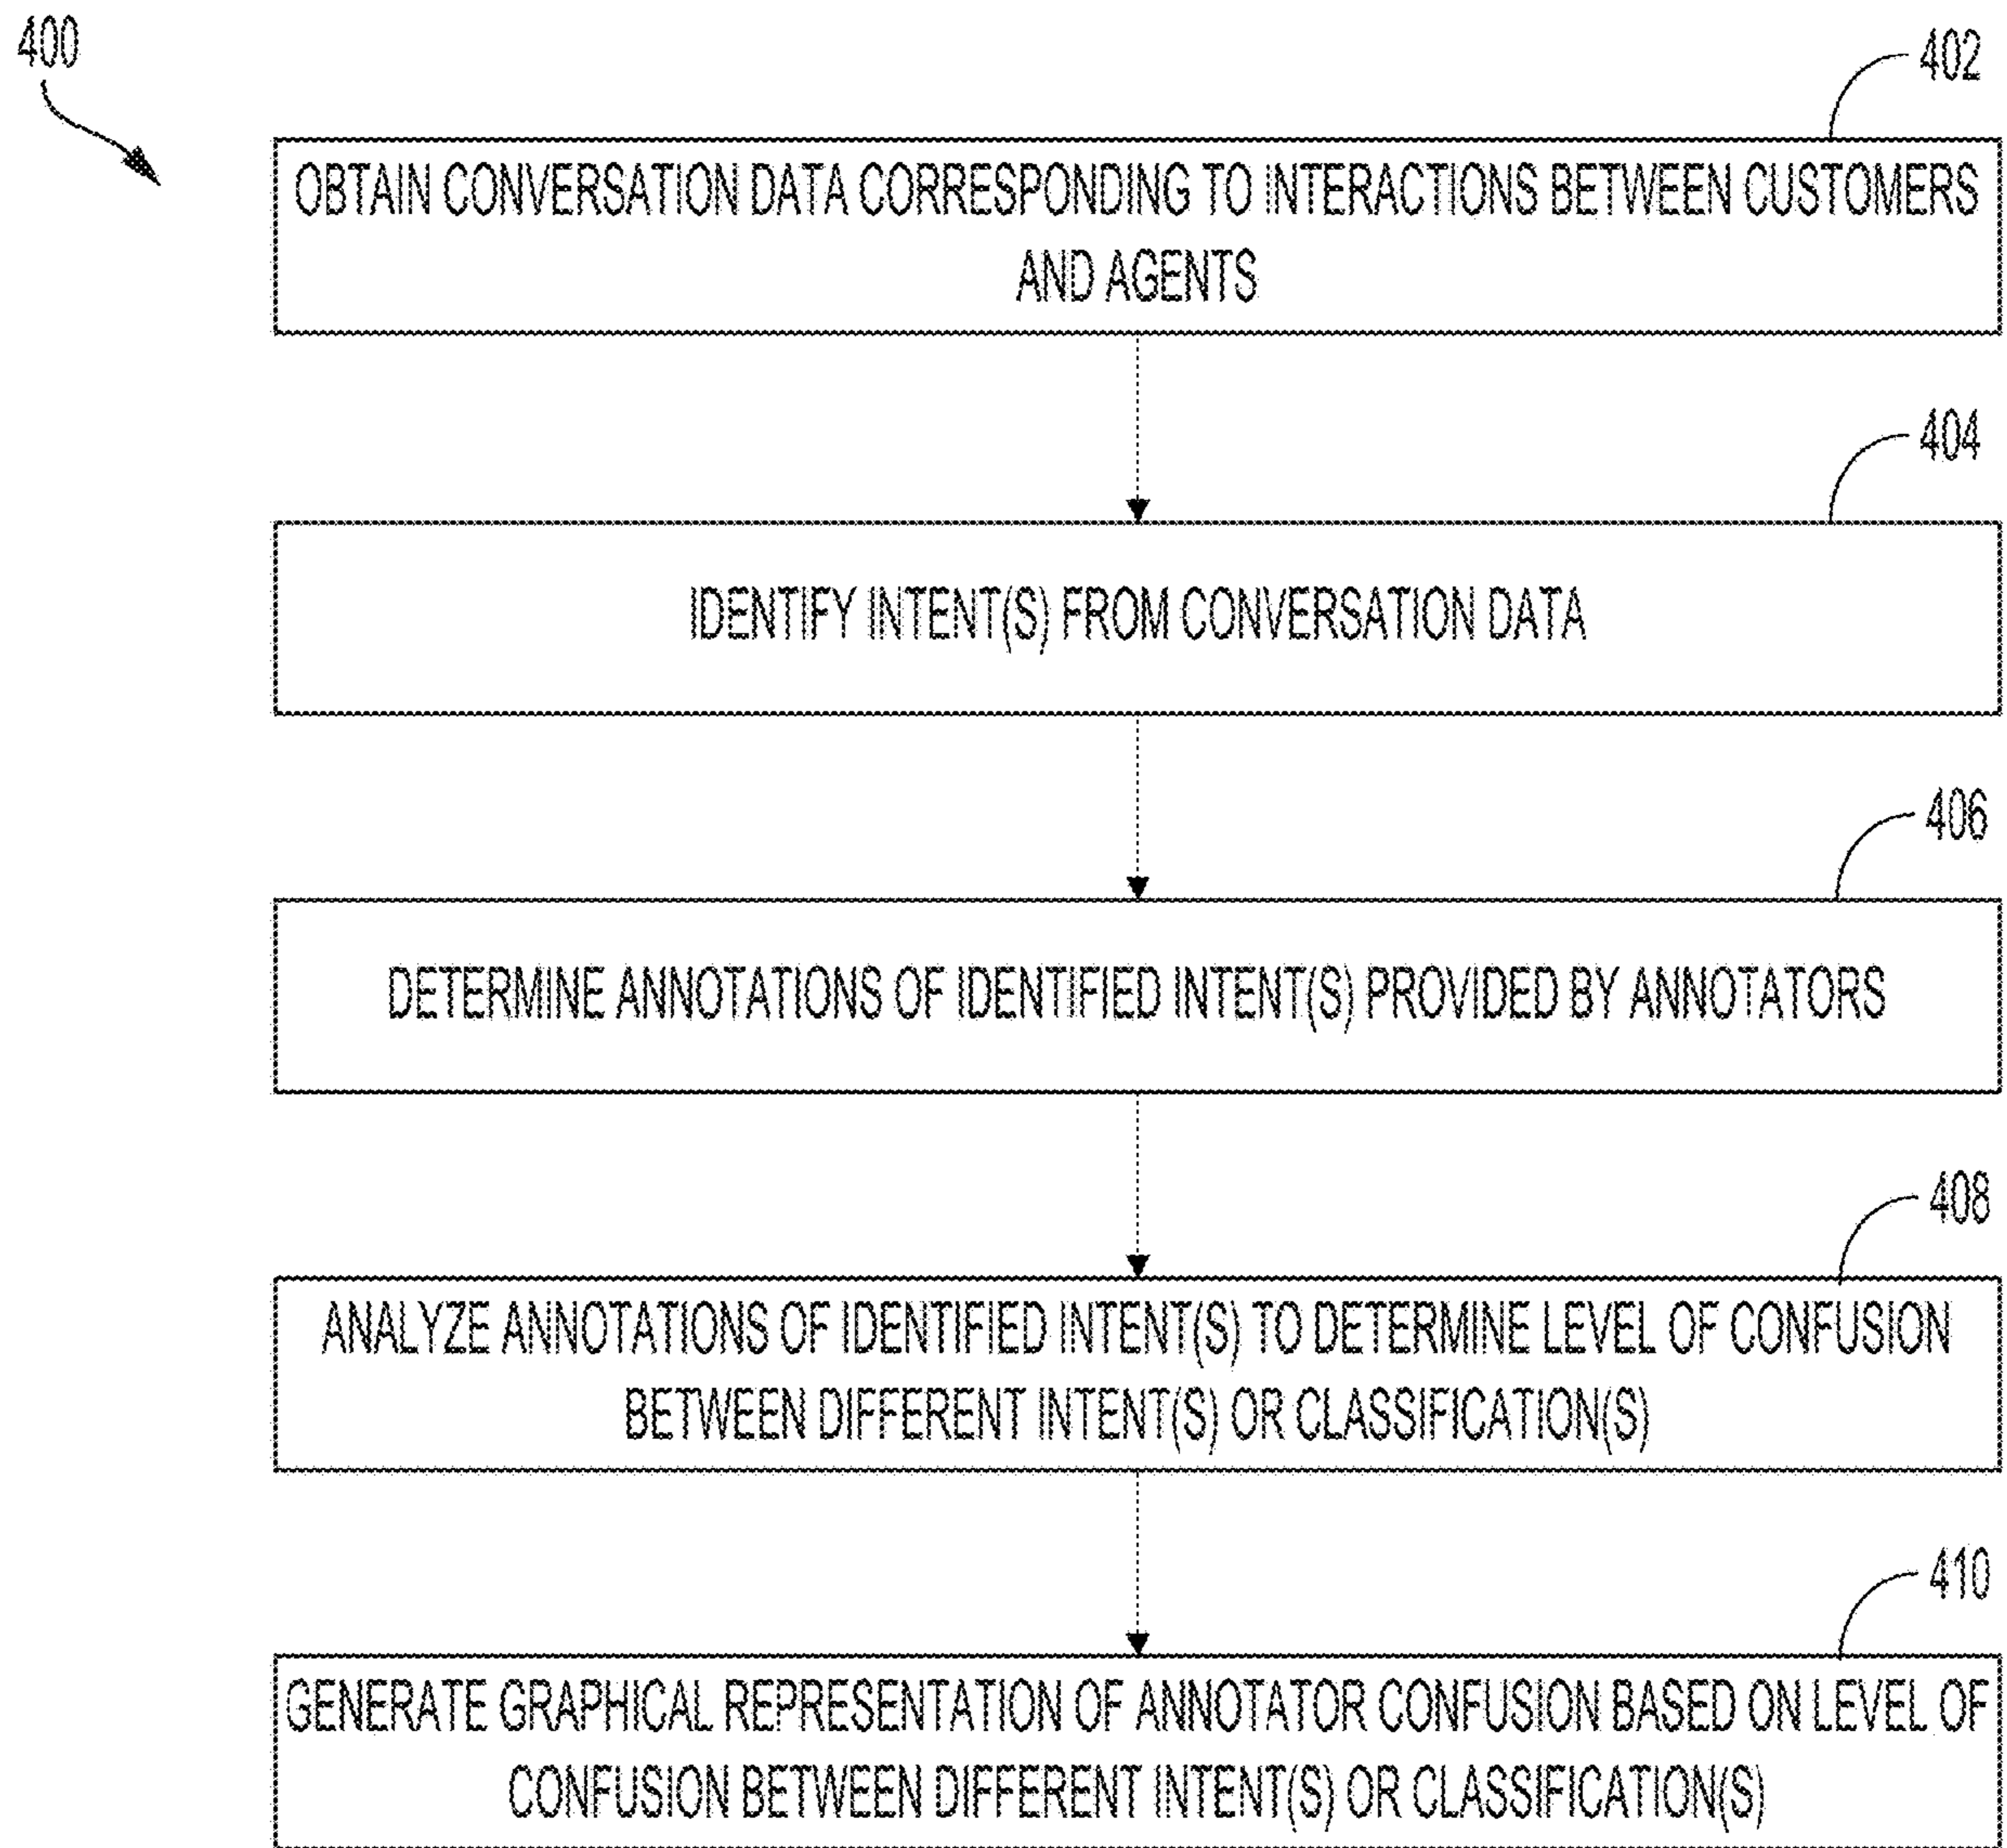 400
402
OBTAIN CONVERSATION DATA CORRESPONDING TO INTERACTIONS BETWEEN CUSTOMERS
AND AGENTS
404
IDENTIFY INTENT(S) FROM CONVERSATION DATA
406
DETERMINE ANNOTATIONS OF IDENTIFIED INTENT(S) PROVIDED BY ANNOTATORS
408
ANALYZE ANNOTATIONS OF IDENTIFIED INTENT(S) TO DETERMINE LEVEL OF CONFUSION
BETWEEN DIFFERENT INTENT(S) OR CLASSIFICATION(S)
410
GENERATE GRAPHICAL REPRESENTATION OF ANNOTATOR CONFUSION BASED ON LEVEL OF
CONFUSION BETWEEN DIFFERENT INTENT(S) OR CLASSIFICATION(S)